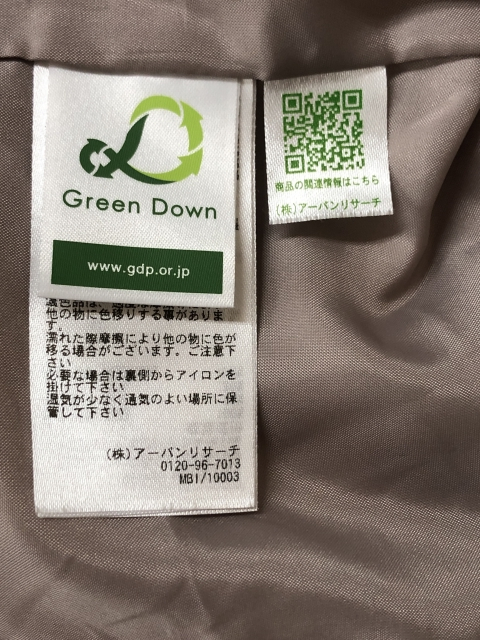 Green Down
www.gdp.or.jp
商品の関連情報はこちら
(株)アーバンリサーチ
他の物に色移りする事がありま
す。
濡れた際摩擦により他の物に色が
移る場合がございます。ご注意下
さい
必要な場合は裏側からアイロンを
掛けて下さい
湿気が少なく通気のよい場所に保
管して下さい
(株)アーバンリサーチ
0120-96-7013
MBI/10003